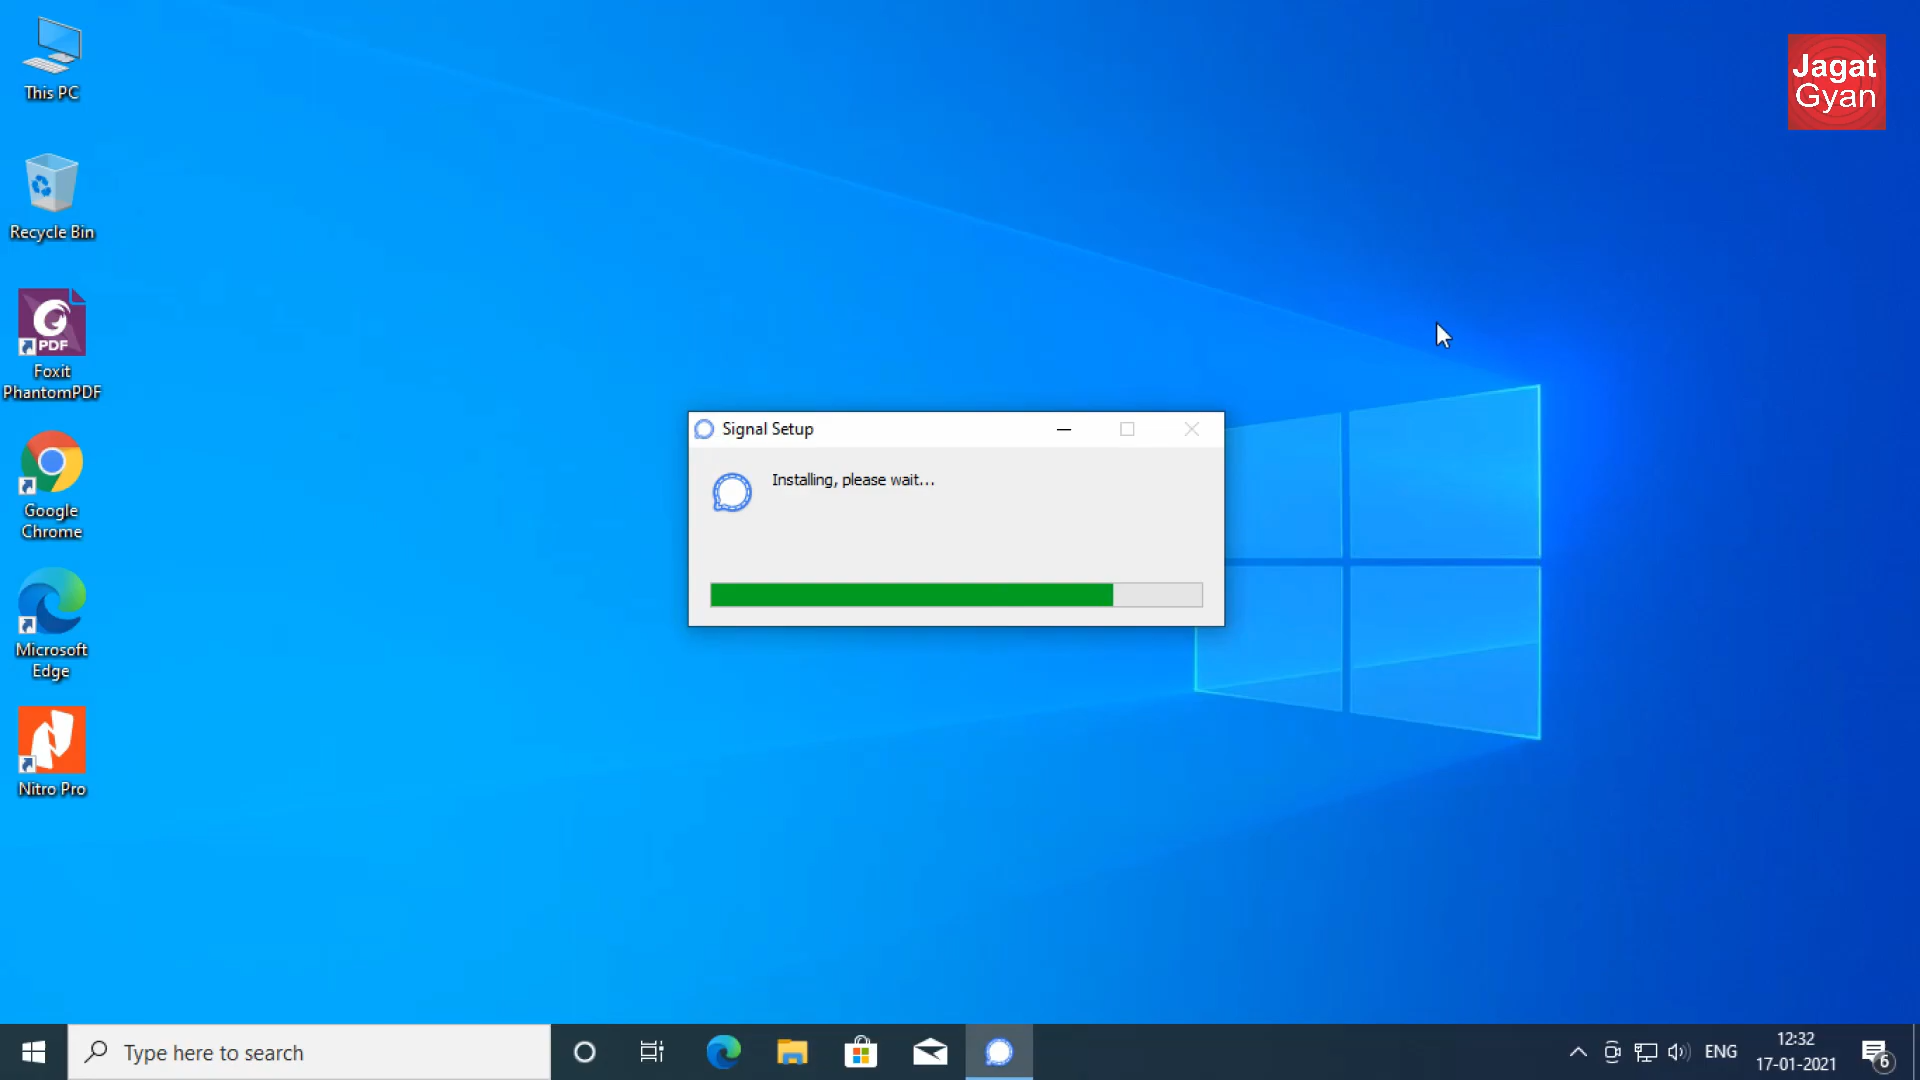 This PC
Recycle Bin
PDF
Foxit
PhantomPDF
Google
Chrome
Microsoft
Edge
Nitro Pro
Jagat
Gyan
Signal Setup
Installing, please wait...
Type here to search
ENG
12:32
17-01-2021
6